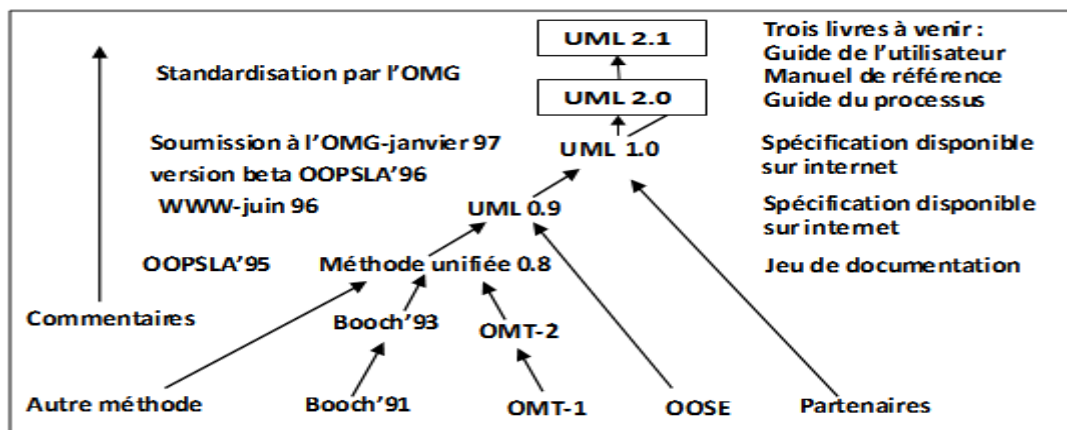 UML 2.1
Trois livres à venir :
Guide de l'utilisateur
Standardisation par l'OMG
Manuel de référence
UML 2.0
Guide du processus
Soumission à l'OMG-janvier 97
UML 1.0
Spécification disponible
sur internet
version beta OOPSLA'96
WWW-juin 96
UML 0.9
Spécification disponible
sur internet
OOPSLA'95
Méthode unifiée 0.8
Jeu de documentation
Commentaires
Booch'93
OMT-2
Autre méthode
Booch'91
OMT-1
OOSE
Partenaires